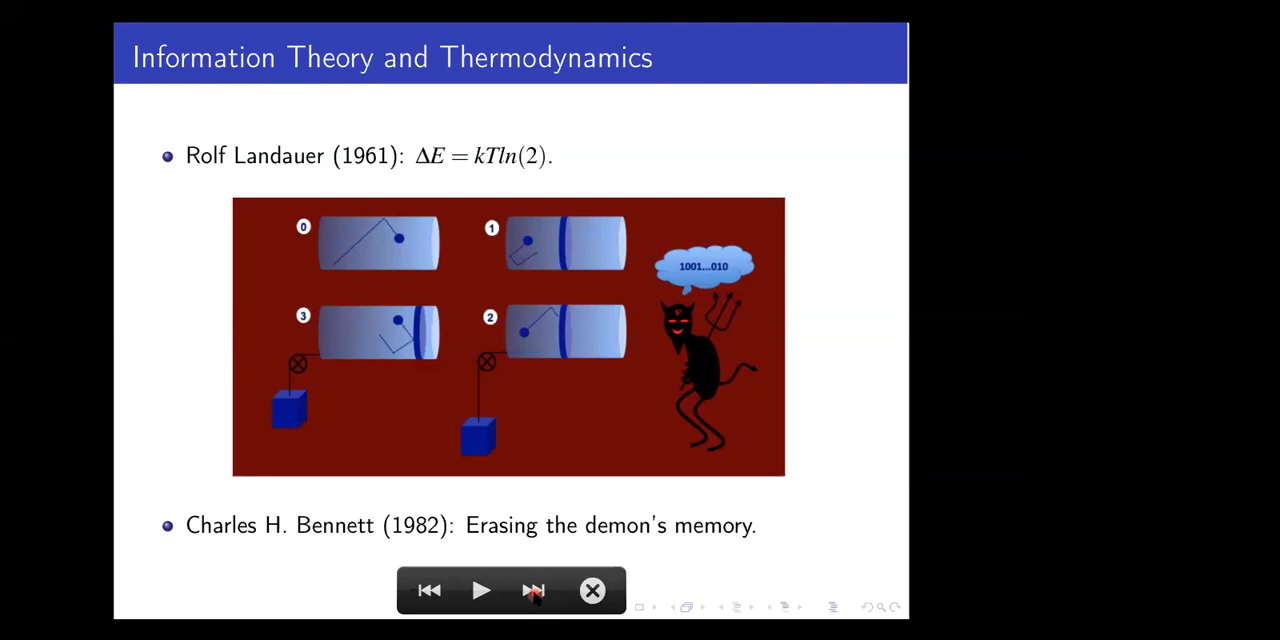 Information Theory and Thermodynamics
Rolf Landauer (1961): ΔE = kTln(2).
0
1
1001...010
3
2
Charles H. Bennett (1982): Erasing the demon's memory.